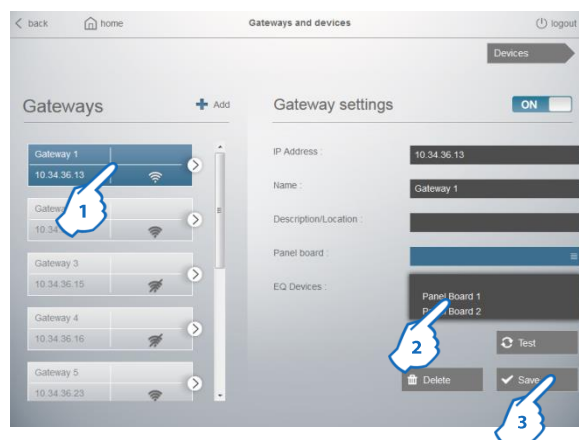 back
home
Gateways and devices
logout
Devices
Gateways
Add
Gateway settings
ON
Gateway 1
10.34.36.13
1
10.34.
Gateway 3
10.34.36.15
Gateway 4
10.34.36.16
Gateway 5
10.34.36.23
IP Address :
10.34.36.13
Name :
Gateway 1
Description/Location :
Panel board :
EQ Devices :
Panel Board 1
Board 2
2
Test
Delete
Save
3